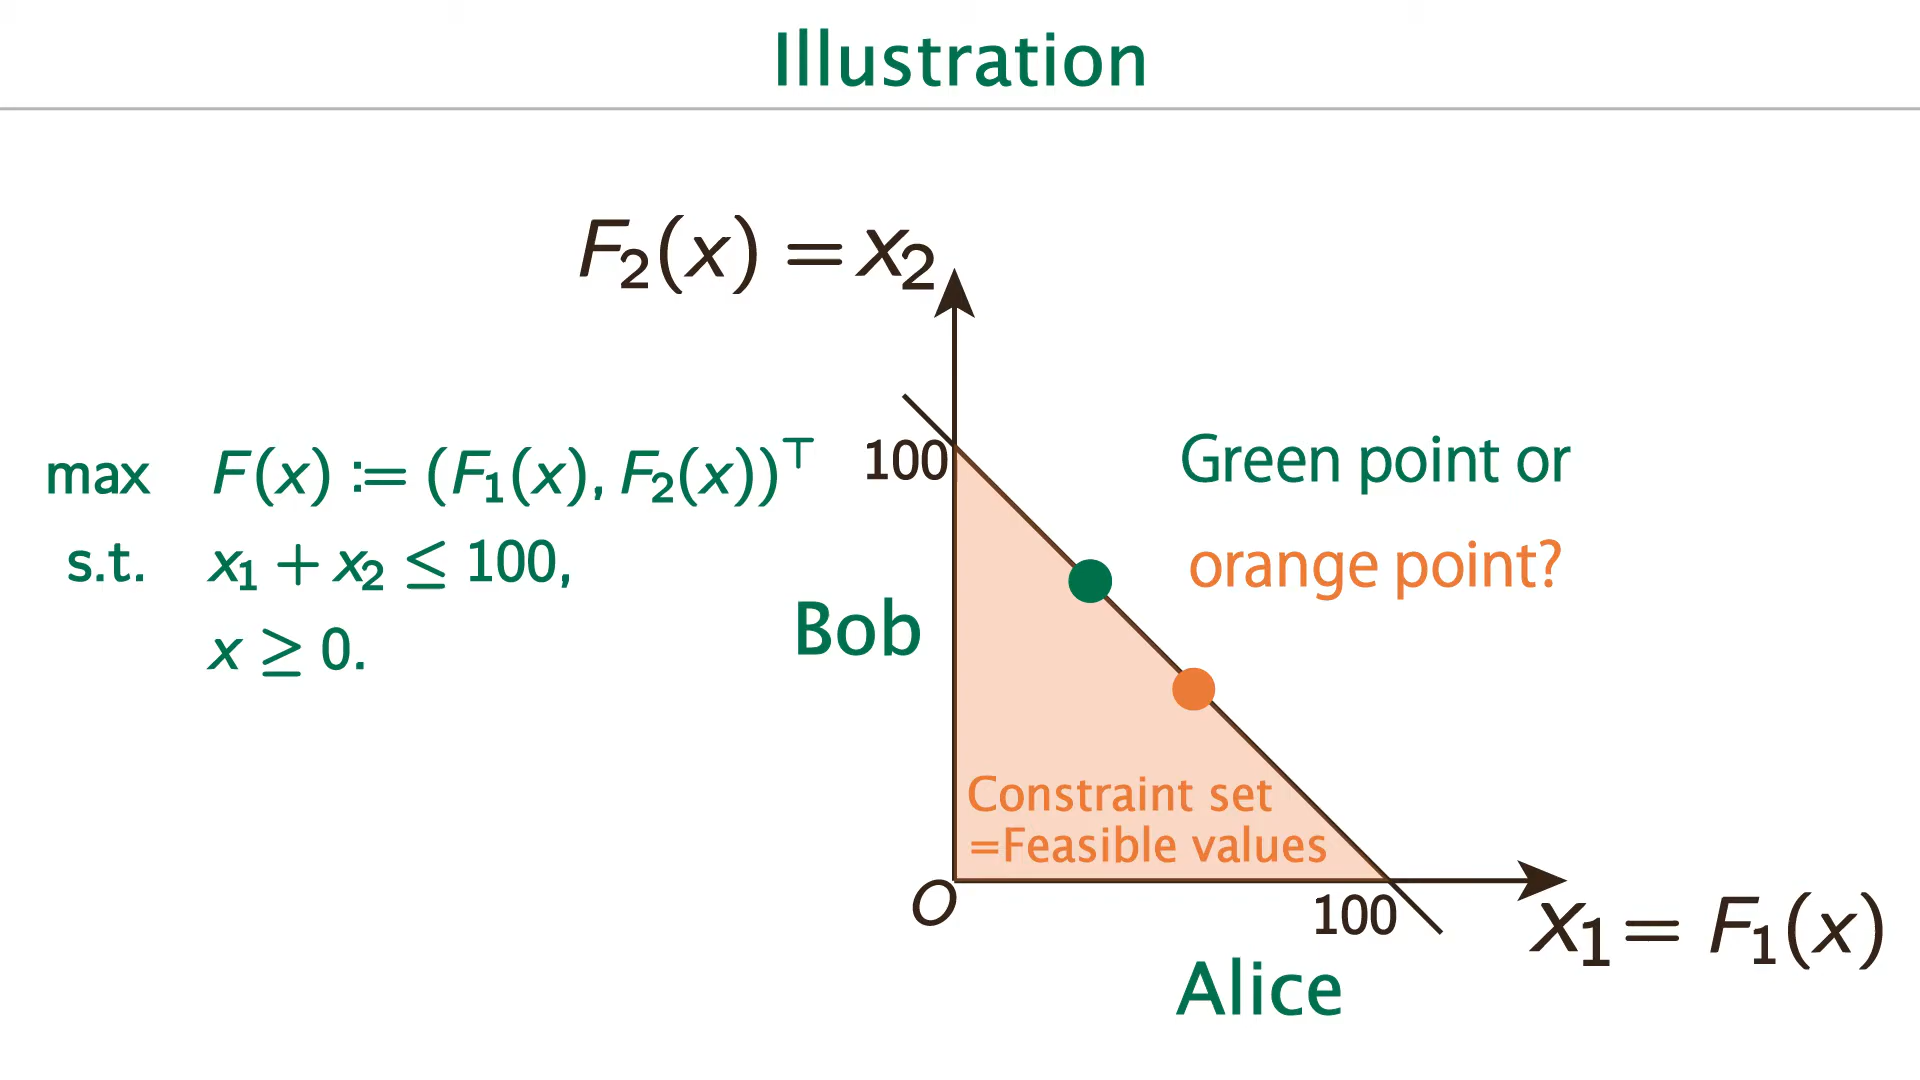 Illustration
F₂(x) = x₂
max F(x) := (F₁(x), F₂(x))⊤
s.t. x₁ + x₂ ≤ 100,
x ≥ 0.
100
Green point or
orange point?
Bob
Constraint set
=Feasible values
O
100
x₁ = F₁(x)
Alice